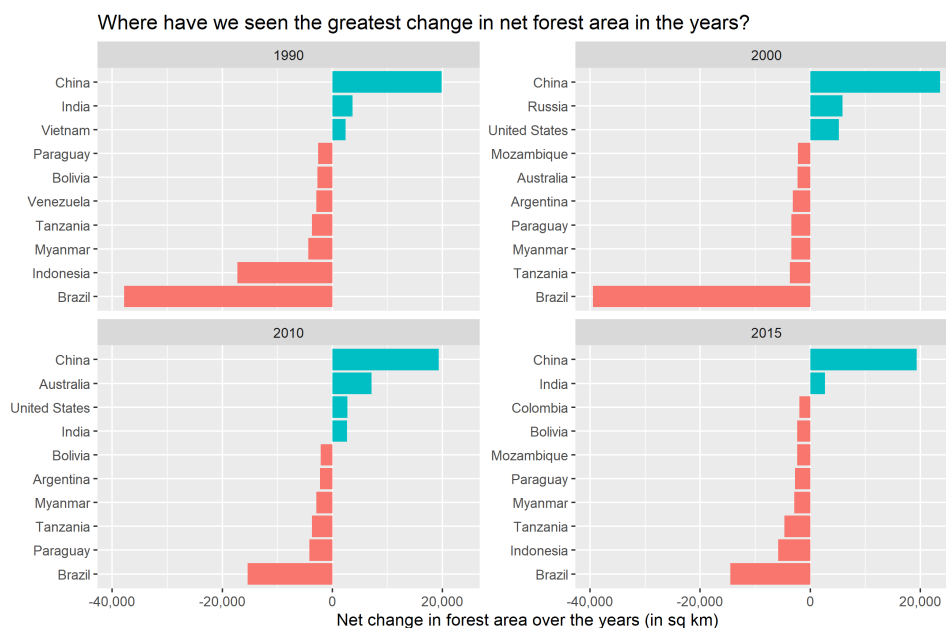 Where have we seen the greatest change in net forest area in the years?
1990
China
India
Vietnam
Paraguay
Bolivia
Venezuela
Tanzania
Myanmar
Indonesia
Brazil
2000
China
Russia
United States
Mozambique
Australia
Argentina
Paraguay
Myanmar
Tanzania
Brazil
2010
China
Australia
United States
India
Bolivia
Argentina
Myanmar
Tanzania
Paraguay
Brazil
2015
China
India
Colombia
Bolivia
Mozambique
Paraguay
Myanmar
Tanzania
Indonesia
Brazil
-40,000 -20,000 0 20,000
-40,000 -20,000 0 20,000
Net change in forest area over the years (in sq km)